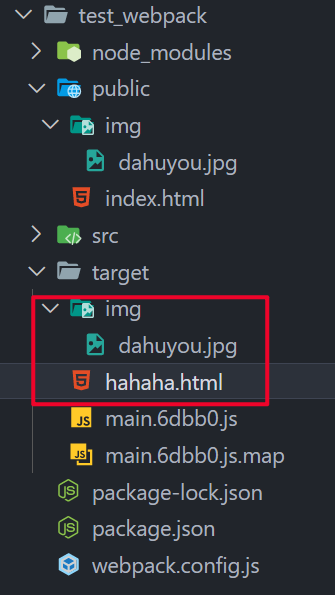 test_webpack
node_modules
public
img
dahuyou.jpg
index.html
src
target
img
dahuyou.jpg
hahaha.html
JS main.6dbb0.js
JS main.6dbb0.js.map
package-lock.json
package.json
webpack.config.js